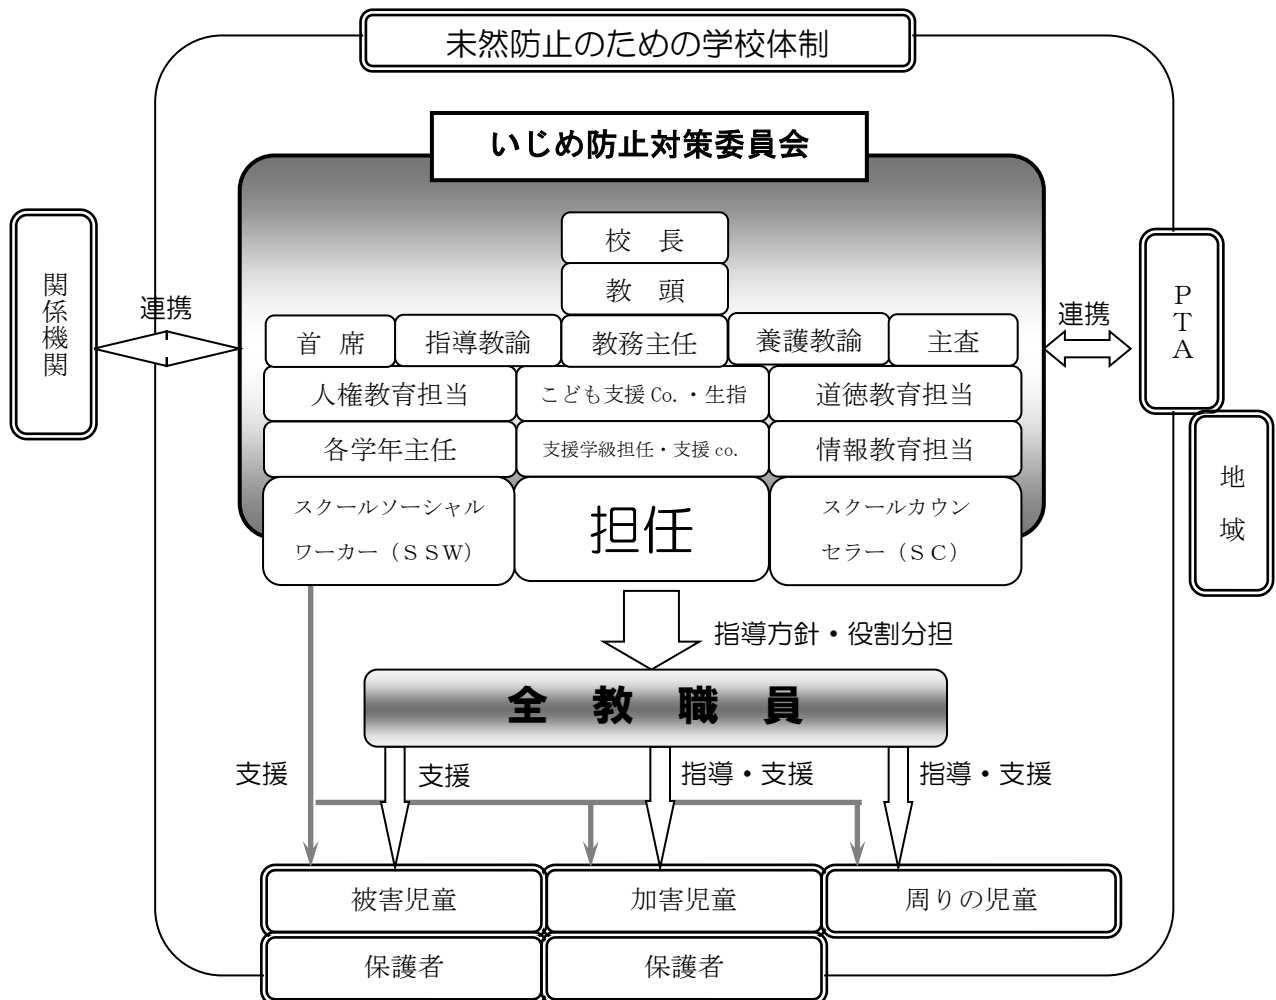 未然防止のための学校体制
いじめ防止対策委員会
校　長
教　頭
首　席
指導教諭
教務主任
養護教諭
主査
人権教育担当
こども支援 Co.・生指
道徳教育担当
各学年主任
支援学級担任・支援 co.
情報教育担当
スクールソーシャル
ワーカー（ＳＳＷ）
担任
スクールカウン
セラー（ＳＣ）
関係機関
連携
連携
ＰＴＡ
地域
指導方針・役割分担
全　教　職　員
支援
支援
指導・支援
指導・支援
被害児童
加害児童
周りの児童
保護者
保護者